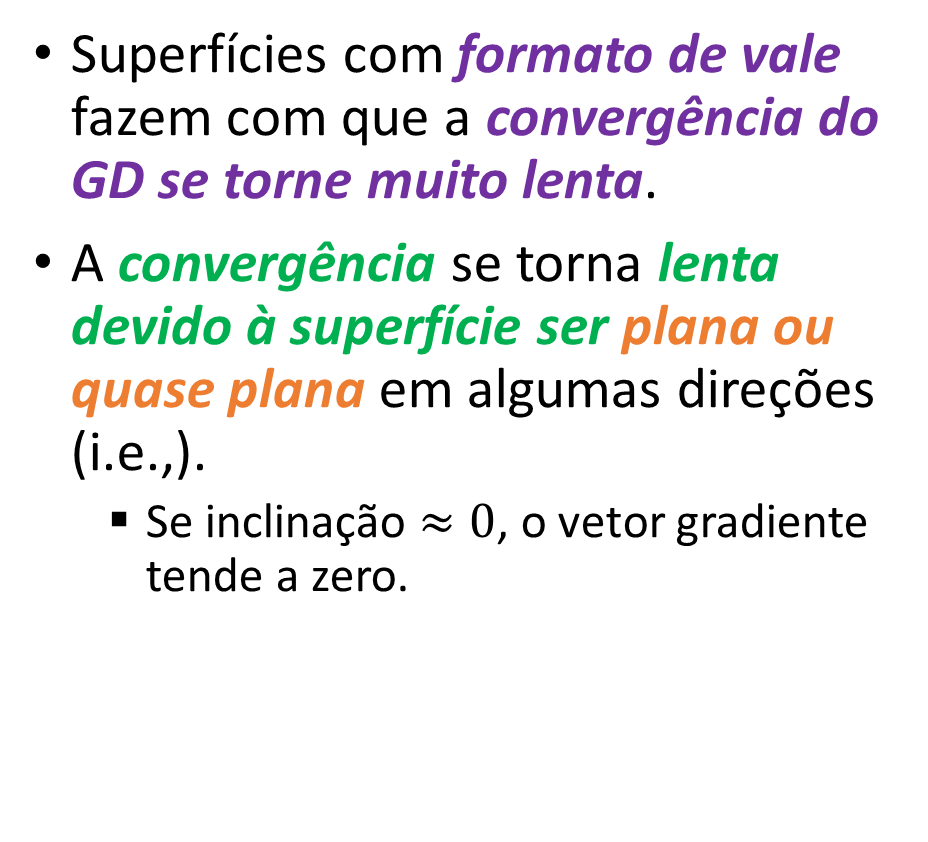 • Superfícies com formato de vale
fazem com que a convergência do
GD se torne muito lenta.
• A convergência se torna lenta
devido à superfície ser plana ou
quase plana em algumas direções
(i.e.,).
▪ Se inclinação ≈ 0, o vetor gradiente
tende a zero.